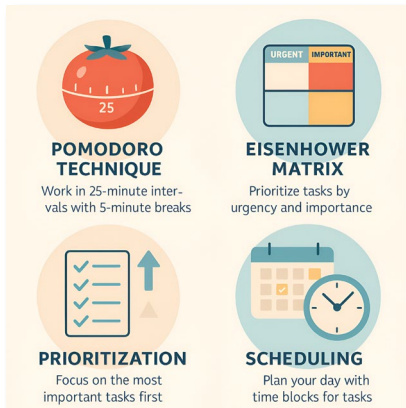 25
POMODORO
TECHNIQUE
Work in 25-minute inter-
vals with 5-minute breaks
URGENT IMPORTANT
EISENHOWER
MATRIX
Prioritize tasks by
urgency and importance
PRIORITIZATION
Focus on the most
important tasks first
SCHEDULING
Plan your day with
time blocks for tasks